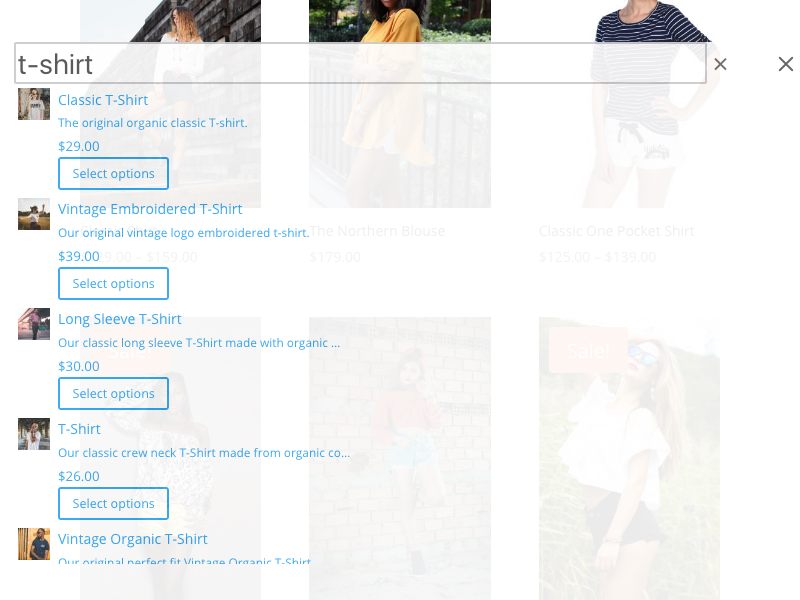 t-shirt
Classic T-Shirt
The original organic classic T-shirt.
$29.00
Select options
Vintage Embroidered T-Shirt
Our original vintage logo embroidered t-shirt.
The Northern Blouse
Classic One Pocket Shirt
$39.00
– $159.00
$179.00
$125.00 – $139.00
Select options
Long Sleeve T-Shirt
Our classic long sleeve T-Shirt made with organic ...
Sale!
Sale!
$30.00
Select options
T-Shirt
Our classic crew neck T-Shirt made from organic co...
$26.00
Select options
Vintage Organic T-Shirt
Our original perfect fit Vintage Organic T-Shirt